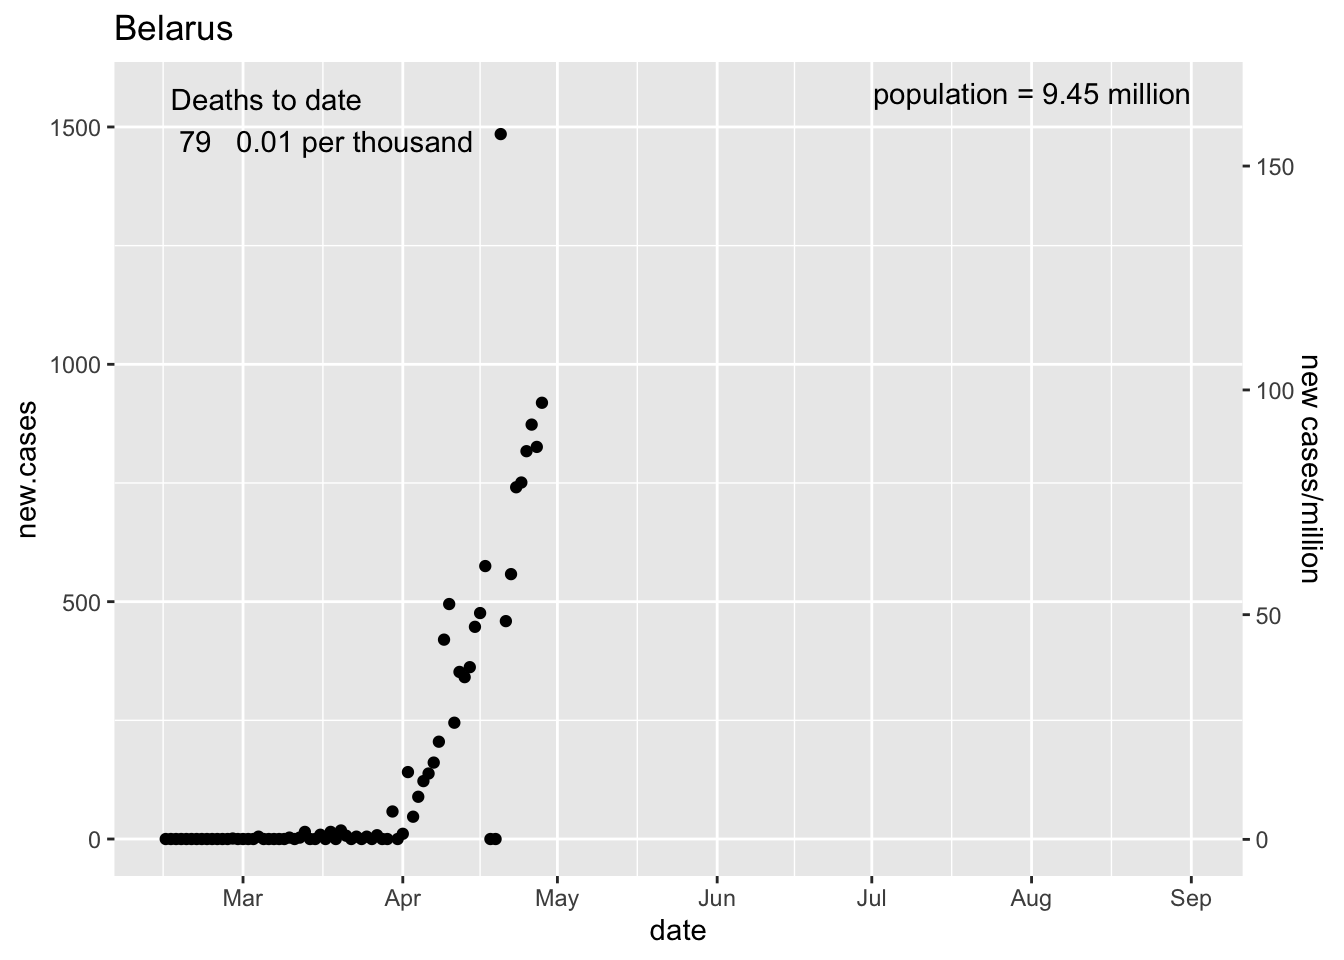 Belarus
Deaths to date
79 0.01 per thousand
population = 9.45 million
1500
1000
500
0
new.cases
150
100
50
0
new cases/million
Mar Apr May Jun Jul Aug Sep
date